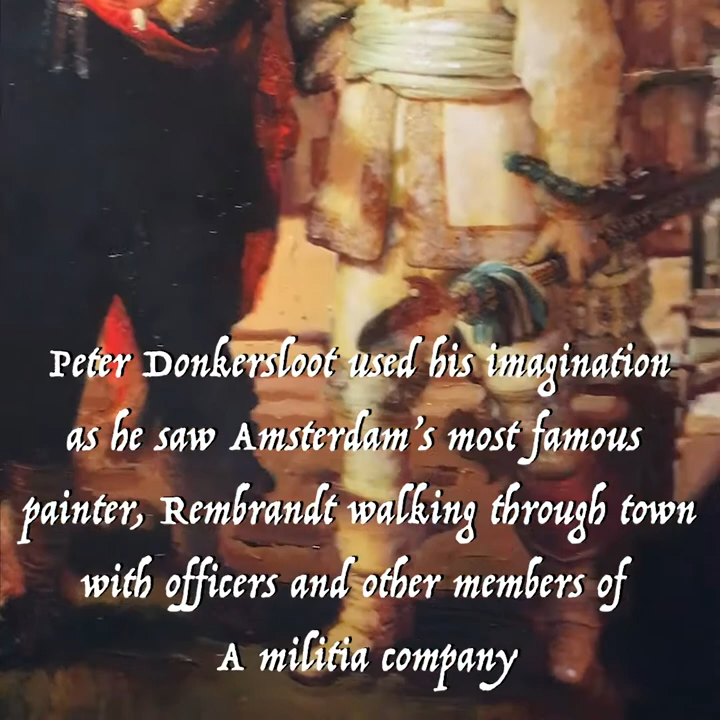 Peter Donkersloot used his imagination
as he saw Amsterdam's most famous
painter, Rembrandt walking through town
with officers and other members of
A militia company